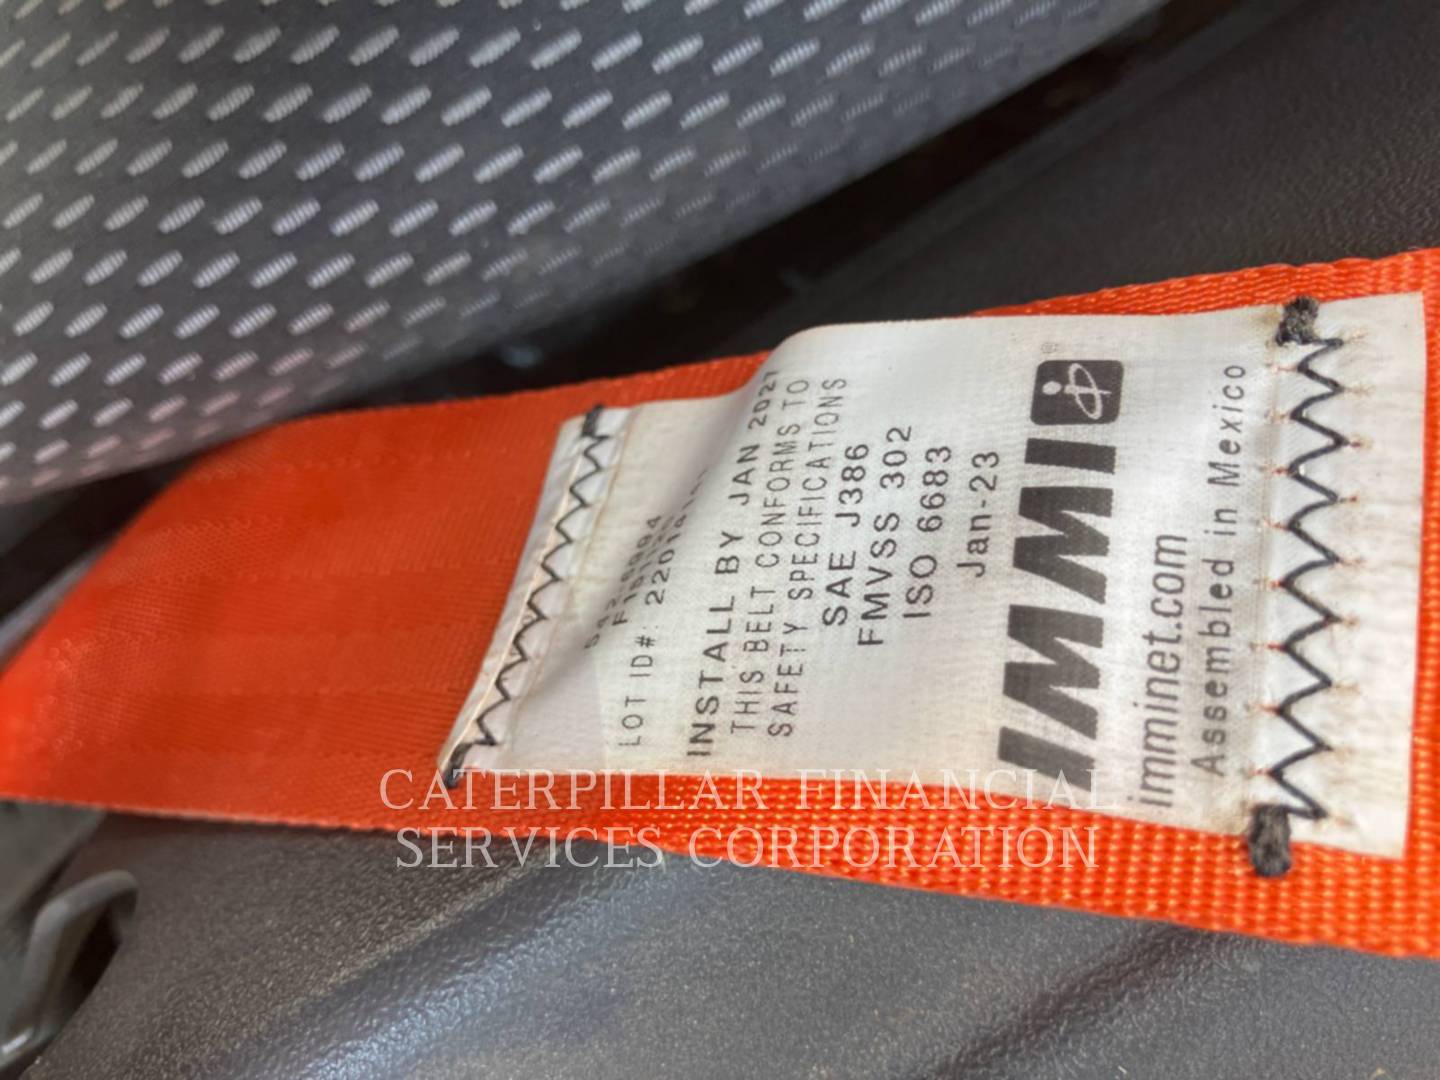 LOT ID#:
INSTALL BY JAN 2027
THIS BELT CONFORMS TO
SAFETY SPECIFICATIONS
SAE J386
FMVSS 302
ISO 6683
Jan-23
IMMI
imminet.com
Assembled in Mexico
CATERPILLAR FINANCIAL
SERVICES CORPORATION